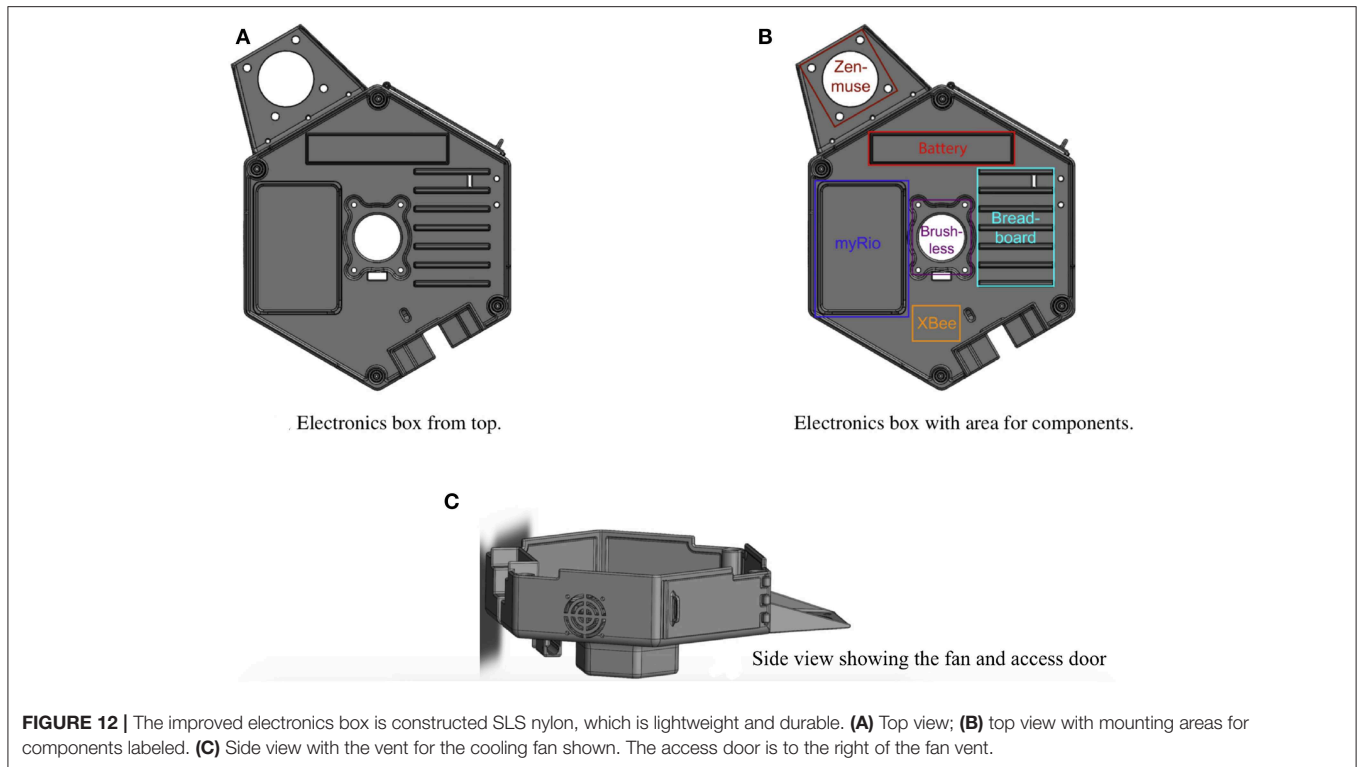 A
B
Zen-
muse
Battery
myRio
Brush-
less
Bread-
board
XBee
Electronics box from top.
Electronics box with area for components.
C
Side view showing the fan and access door
FIGURE 12 | The improved electronics box is constructed SLS nylon, which is lightweight and durable. (A) Top view; (B) top view with mounting areas for
components labeled. (C) Side view with the vent for the cooling fan shown. The access door is to the right of the fan vent.